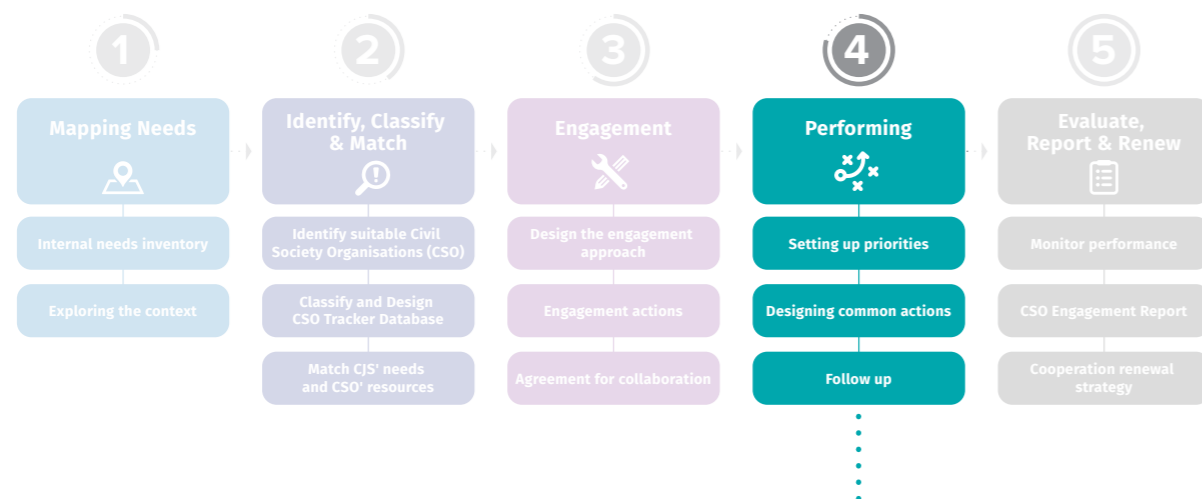 1
2
3
4
5
Mapping Needs
Internal needs inventory
Exploring the context
Identify, Classify
& Match
Identify suitable Civil
Society Organisations (CSO)
Classify and Design
CSO Tracker Database
Match CJS' needs
and CSO' resources
Engagement
Design the engagement
approach
Engagement actions
Agreement for collaboration
Performing
Setting up priorities
Designing common actions
Follow up
Evaluate,
Report & Renew
Monitor performance
CSO Engagement Report
Cooperation renewal
strategy